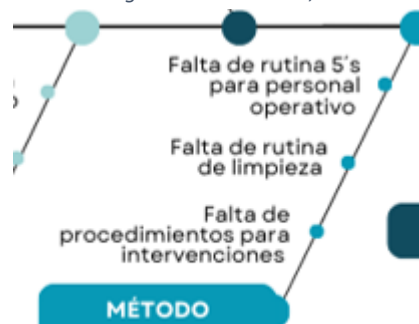 Falta de rutina 5´s
para personal
operativo
Falta de rutina
de limpieza
Falta de
procedimientos para
intervenciones
MÉTODO